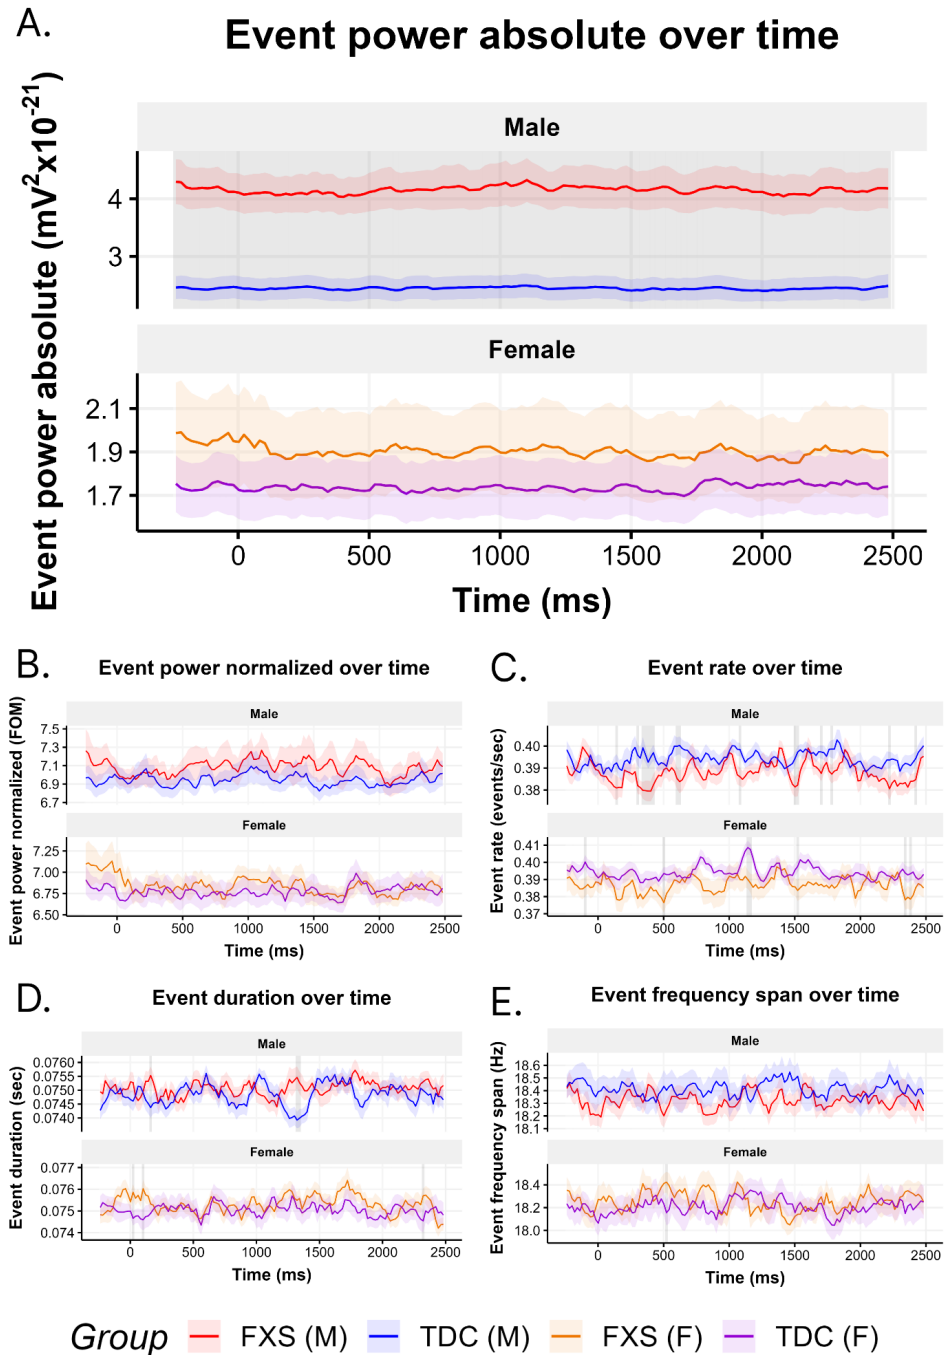 A.
Event power absolute over time
Event power absolute (mV²x10⁻²¹)
Male
4
3
Female
2.1
1.9
1.7
0 500 1000 1500 2000 2500
Time (ms)
B.
Event power normalized over time
Event power normalized (FOM)
Male
7.5
7.3
7.1
6.9
6.7
Female
7.25
7.00
6.75
6.50
0 500 1000 1500 2000 2500
Time (ms)
C.
Event rate over time
Event rate (events/sec)
Male
0.40
0.39
0.38
Female
0.41
0.40
0.39
0.37
0 500 1000 1500 2000 2500
Time (ms)
D.
Event duration over time
Event duration (sec)
Male
0.0760
0.0755
0.0750
0.0745
0.0740
Female
0.077
0.076
0.075
0.074
0 500 1000 1500 2000 2500
Time (ms)
E.
Event frequency span over time
Event frequency span (Hz)
Male
18.6
18.5
18.4
18.3
18.2
18.1
Female
18.4
18.2
18.0
0 500 1000 1500 2000 2500
Time (ms)
Group FXS (M) TDC (M) FXS (F) TDC (F)